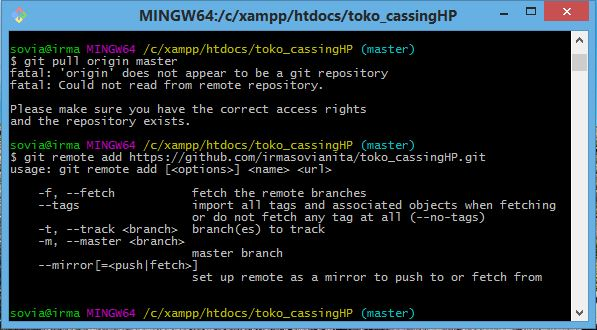 MINGW64:/c/xampp/htdocs/toko_cassingHP
sovia@irma MINGW64 /c/xampp/htdocs/toko_cassingHP (master)
$ git pull origin master
fatal: 'origin' does not appear to be a git repository
fatal: Could not read from remote repository.
Please make sure you have the correct access rights
and the repository exists.
sovia@irma MINGW64 /c/xampp/htdocs/toko_cassingHP (master)
$ git remote add https://github.com/irmasovianita/toko_cassingHP.git
usage: git remote add [<options>] <name> <url>
-f, --fetch fetch the remote branches
--tags import all tags and associated objects when fetching
or do not fetch any tag at all (--no-tags)
-t, --track <branch> branch(es) to track
-m, --master <branch>
master branch
--mirror[=<push|fetch>]
set up remote as a mirror to push to or fetch from
sovia@irma MINGW64 /c/xampp/htdocs/toko_cassingHP (master)